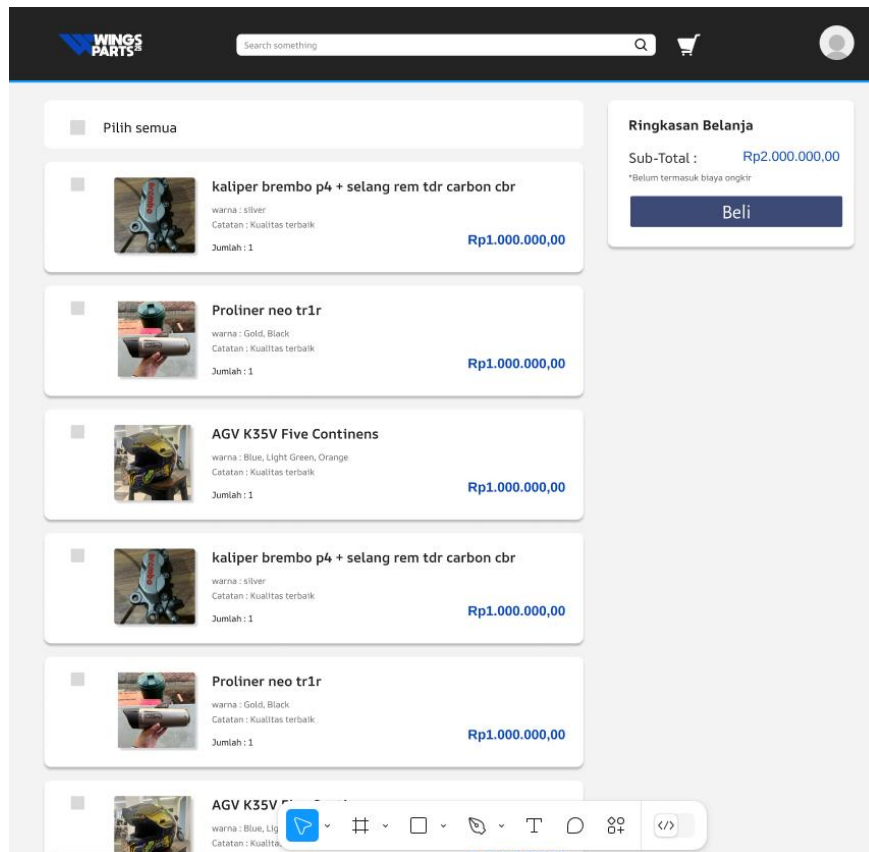 WINGS
PARTS
Search something
Pilih semua
kaliper brembo p4 + selang rem tdr carbon cbr
warna : silver
Catatan : Kualitas terbaik
Jumlah : 1
Rp1.000.000,00
Proliner neo tr1r
warna : Gold, Black
Catatan : Kualitas terbaik
Jumlah : 1
Rp1.000.000,00
AGV K35V Five Continens
warna : Blue, Light Green, Orange
Catatan : Kualitas terbaik
Jumlah : 1
Rp1.000.000,00
kaliper brembo p4 + selang rem tdr carbon cbr
warna : silver
Catatan : Kualitas terbaik
Jumlah : 1
Rp1.000.000,00
Proliner neo tr1r
warna : Gold, Black
Catatan : Kualitas terbaik
Jumlah : 1
Rp1.000.000,00
AGV K35V
warna : Blue, Lig
Catatan : Kualita
Ringkasan Belanja
Sub-Total : Rp2.000.000,00
*Belum termasuk biaya ongkir
Beli